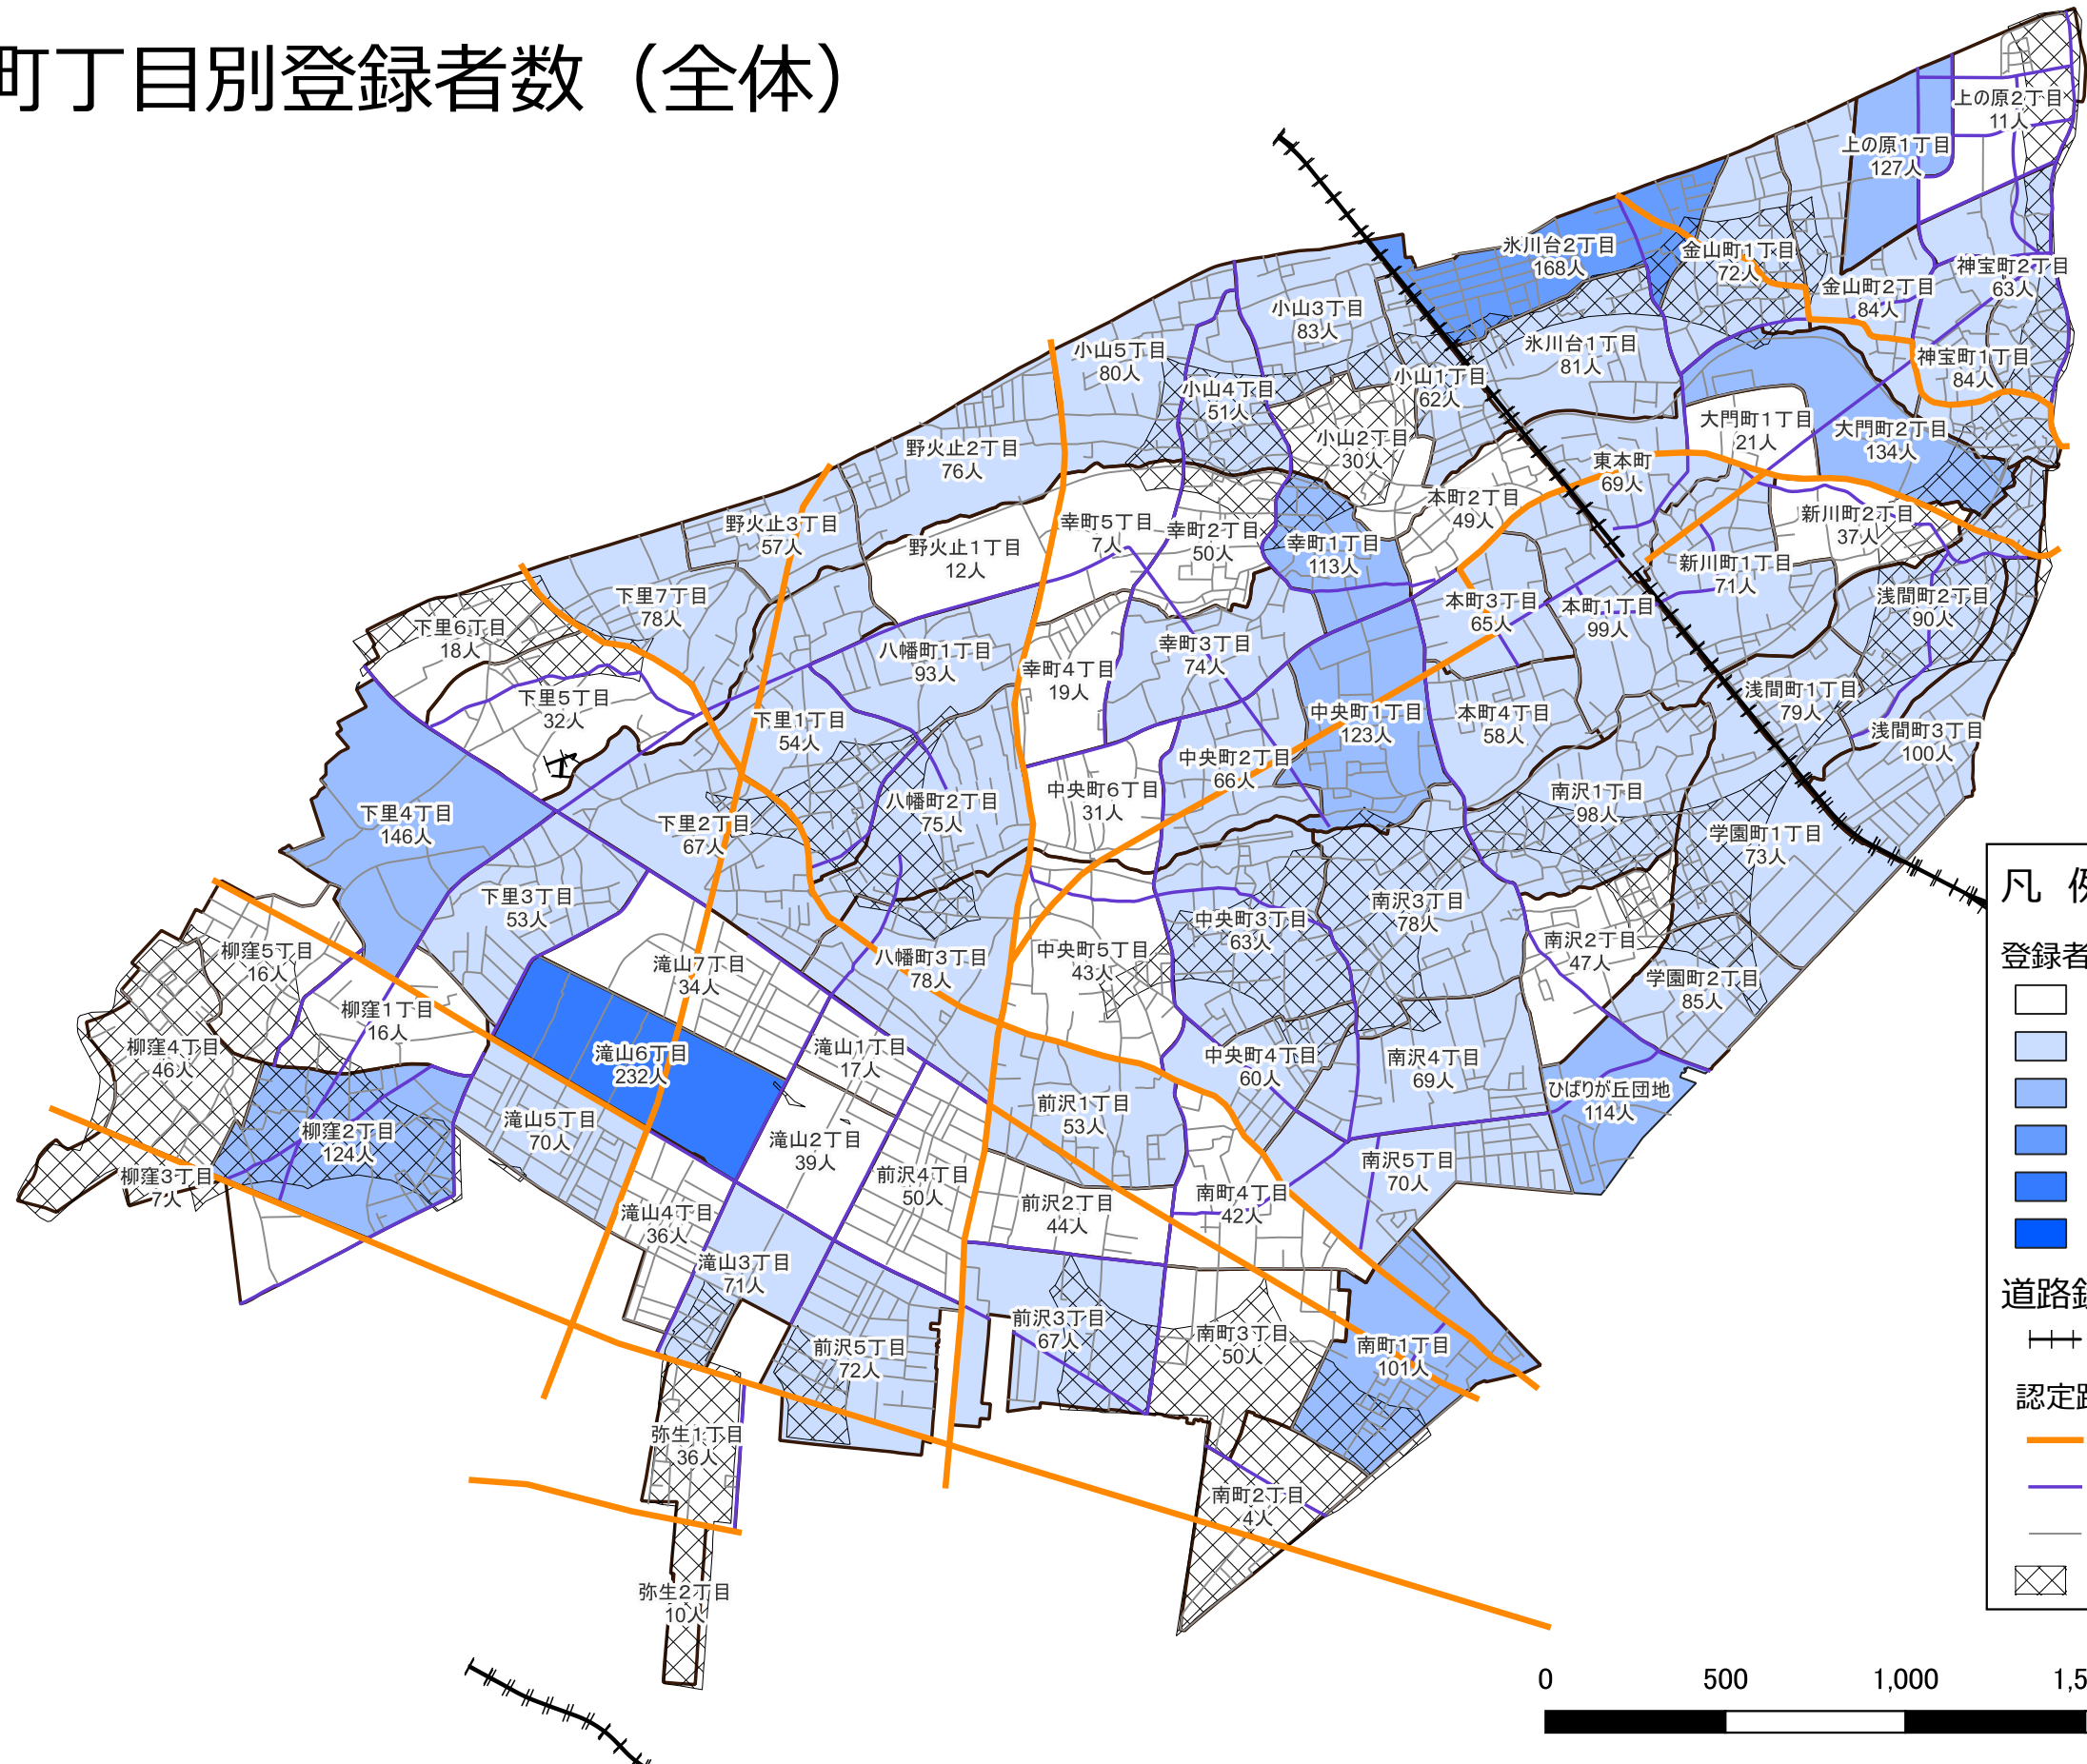 町丁目別登録者数（全体）
上の原２丁目
11人
上の原１丁目
127人
氷川台２丁目
168人
金山町１丁目
72人
金山町２丁目
84人
神宝町２丁目
63人
小山３丁目
83人
氷川台１丁目
81人
神宝町１丁目
84人
小山５丁目
80人
小山４丁目
51人
小山１丁目
62人
小山２丁目
30人
大門町１丁目
21人
大門町２丁目
134人
野火止２丁目
76人
東本町
69人
本町２丁目
49人
新川町２丁目
37人
野火止３丁目
57人
幸町５丁目
7人
幸町２丁目
50人
幸町１丁目
113人
野火止１丁目
12人
新川町１丁目
71人
下里７丁目
78人
本町３丁目
65人
本町１丁目
99人
浅間町２丁目
90人
下里６丁目
18人
八幡町１丁目
93人
幸町３丁目
74人
幸町４丁目
19人
下里５丁目
32人
下里１丁目
54人
中央町１丁目
123人
本町４丁目
58人
浅間町１丁目
79人
浅間町３丁目
100人
中央町２丁目
66人
中央町６丁目
31人
南沢１丁目
98人
下里４丁目
146人
下里２丁目
67人
八幡町２丁目
75人
学園町１丁目
73人
凡 例
下里３丁目
53人
南沢３丁目
78人
中央町３丁目
63人
南沢２丁目
47人
登録者
柳窪５丁目
16人
滝山７丁目
34人
八幡町３丁目
78人
中央町５丁目
43人
学園町２丁目
85人
柳窪１丁目
16人
柳窪４丁目
46人
滝山６丁目
232人
滝山１丁目
17人
中央町４丁目
60人
南沢４丁目
69人
ひばりが丘団地
114人
滝山５丁目
70人
柳窪２丁目
124人
滝山２丁目
39人
前沢１丁目
53人
柳窪３丁目
7人
前沢４丁目
50人
前沢２丁目
44人
南町４丁目
42人
南沢５丁目
70人
滝山４丁目
36人
滝山３丁目
71人
前沢５丁目
72人
前沢３丁目
67人
南町３丁目
50人
南町１丁目
101人
道路
認定路
弥生１丁目
36人
南町２丁目
4人
弥生２丁目
10人
0 500 1,000 1,5